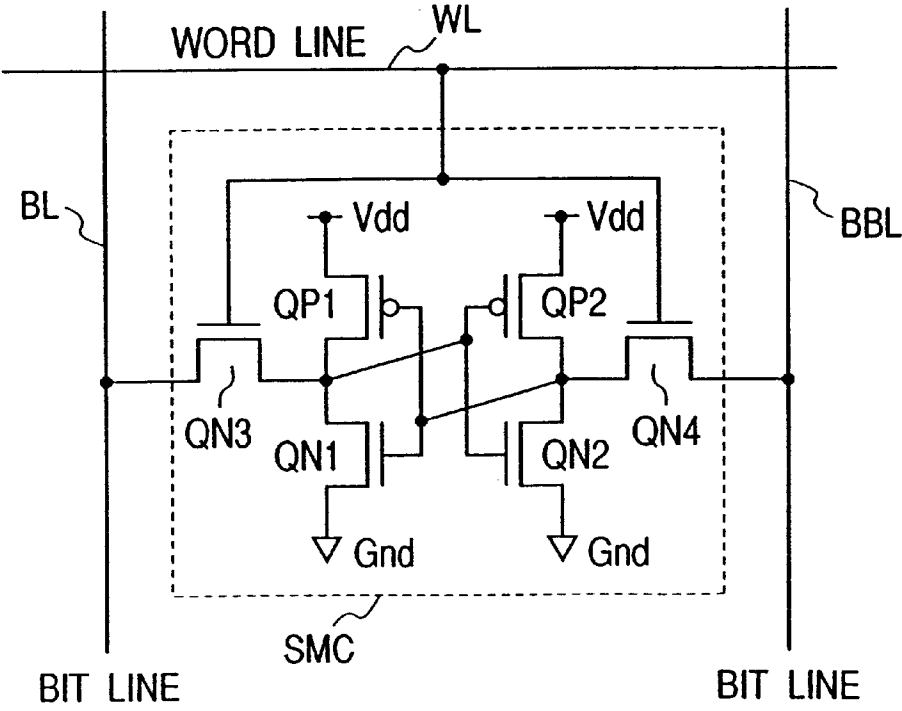 WL
WORD LINE
BL
Vdd
Vdd
BBL
QP1
QP2
QN3
QN1
QN2
QN4
Gnd
Gnd
SMC
BIT LINE
BIT LINE